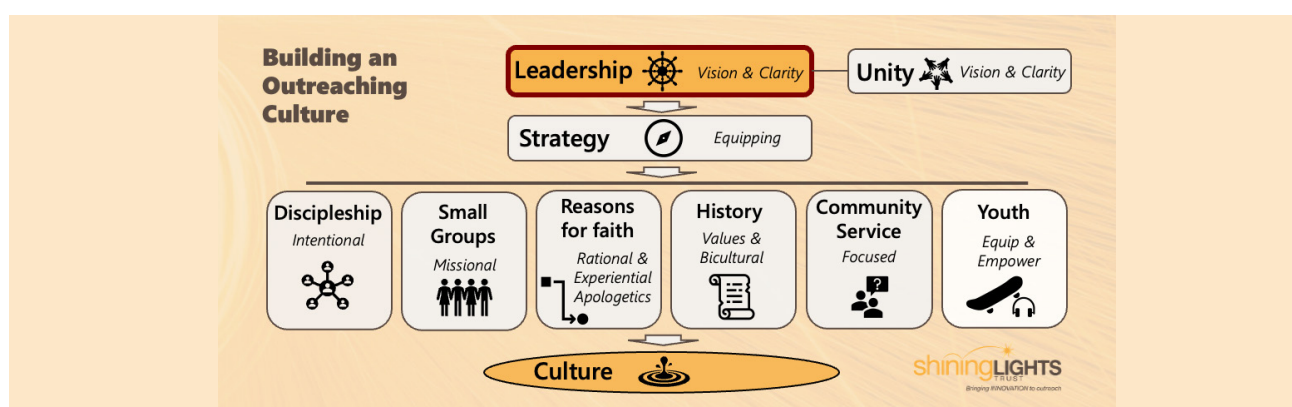 Building an
Outreaching
Culture
Leadership Vision & Clarity
Unity Vision & Clarity
Strategy Equipping
Discipleship
Intentional
Small
Groups
Missional
Reasons
for faith
Rational &
Experiential
Apologetics
History
Values &
Bicultural
Community
Service
Focused
?
Youth
Equip &
Empower
Culture
shiningLIGHTS
TRUST
Bringing INNOVATION to outreach